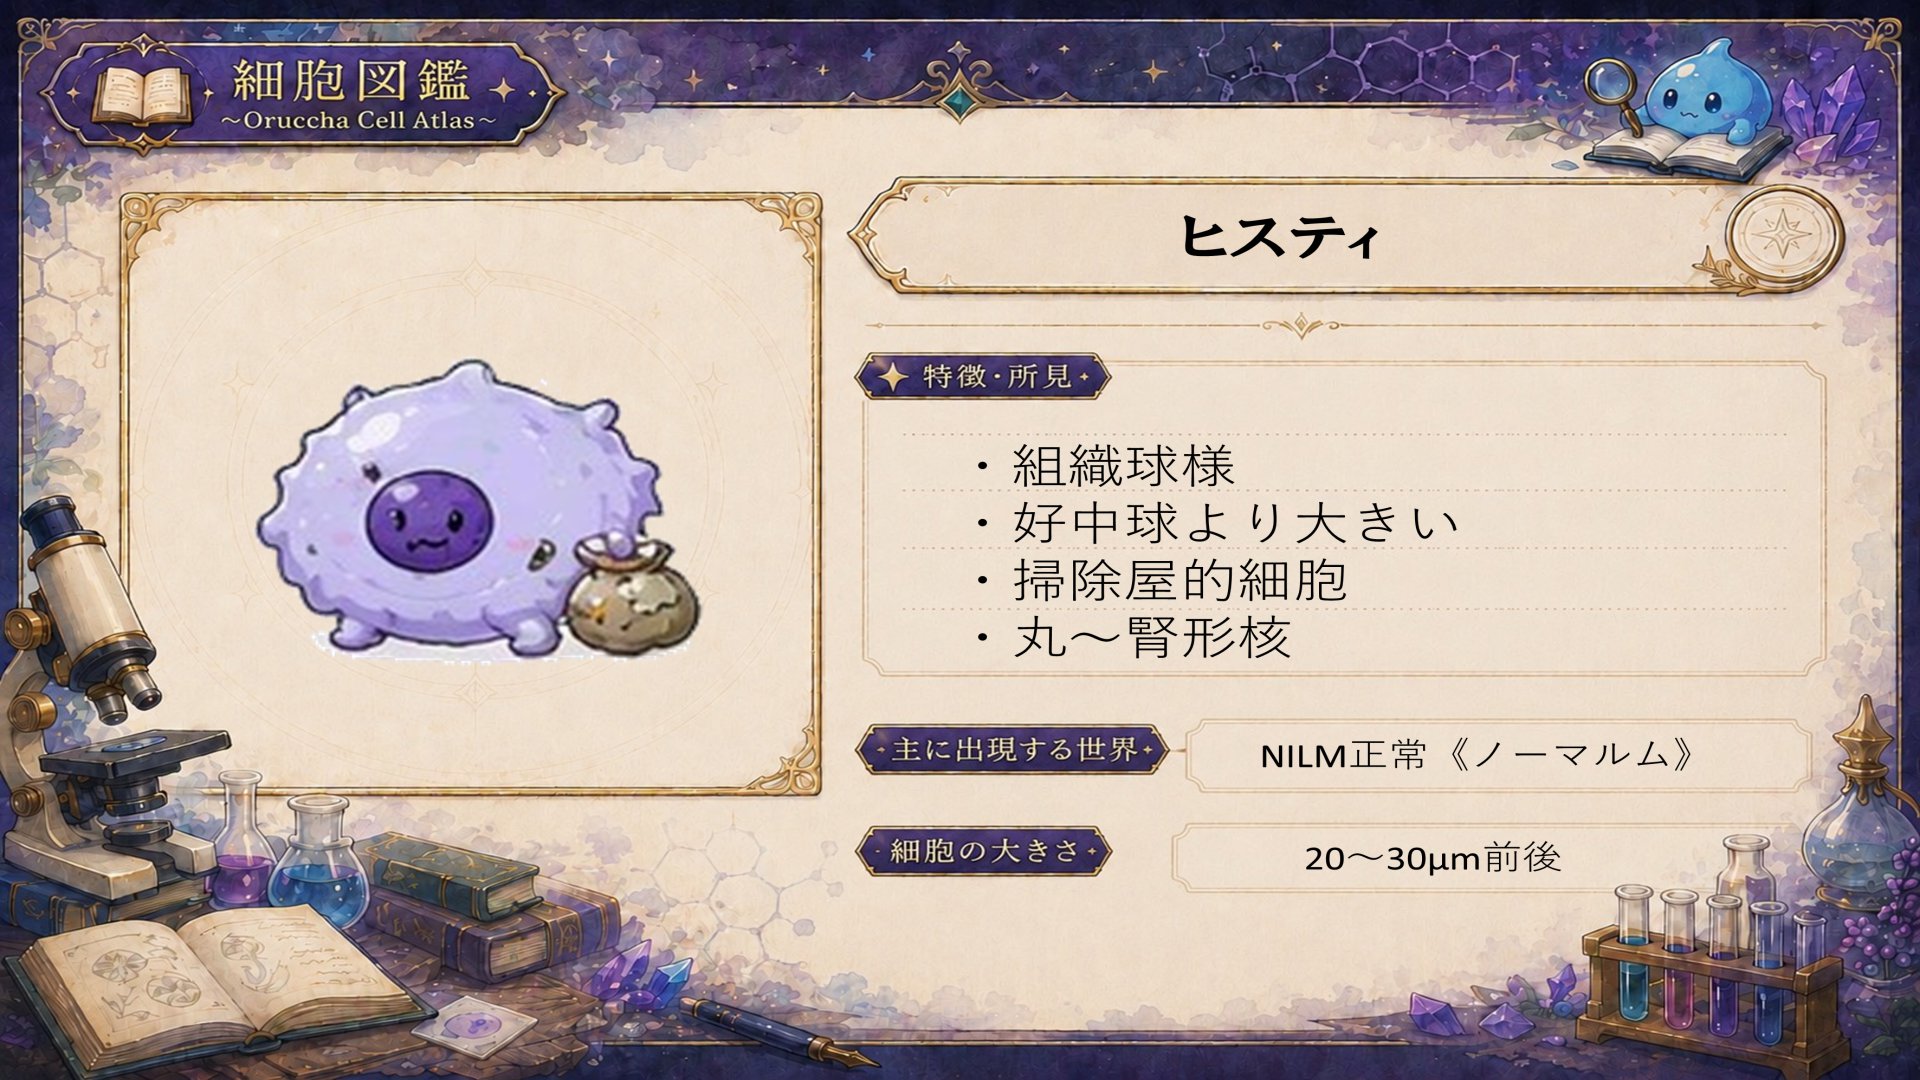 細胞図鑑
~Oruccha Cell Atlas~
ヒスティ
特徴・所見
・組織球様
・好中球より大きい
・掃除屋的細胞
・丸～腎形核
主に出現する世界
NILM正常《ノーマルム》
細胞の大きさ
20～30μm前後